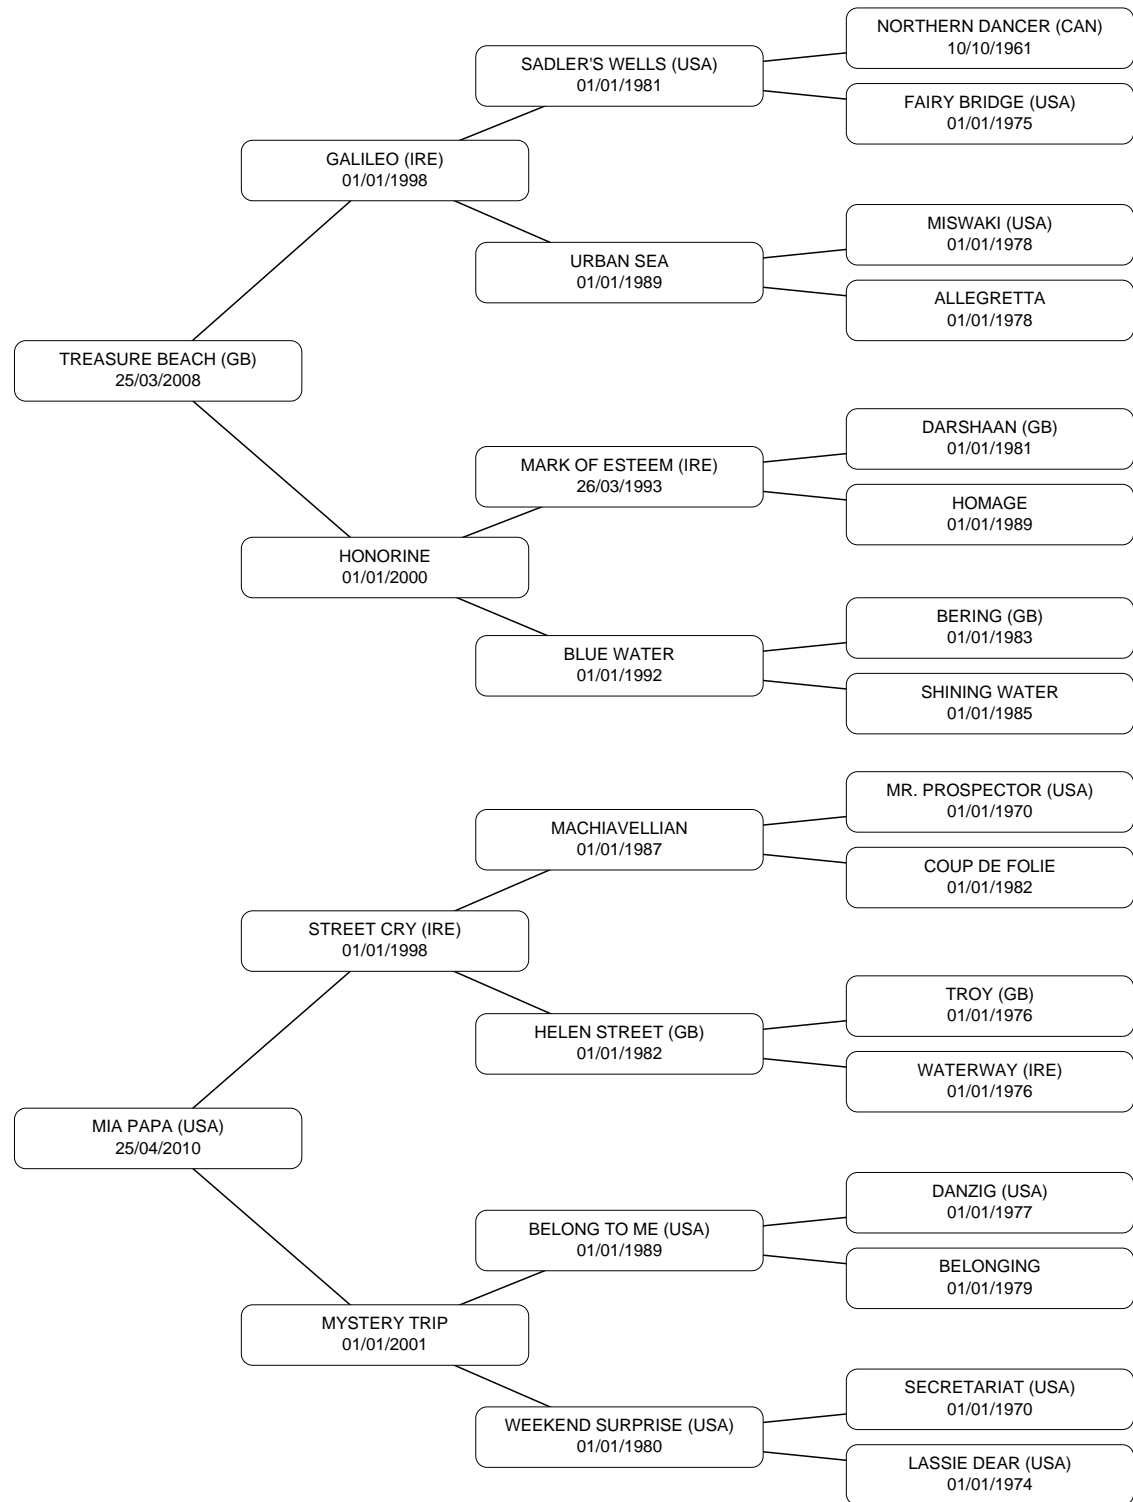 NORTHERN DANCER (CAN)
10/10/1961
SADLER'S WELLS (USA)
01/01/1981
FAIRY BRIDGE (USA)
01/01/1975
GALILEO (IRE)
01/01/1998
MISWAKI (USA)
01/01/1978
URBAN SEA
01/01/1989
ALLEGRETTA
01/01/1978
TREASURE BEACH (GB)
25/03/2008
DARSHAAN (GB)
01/01/1981
MARK OF ESTEEM (IRE)
26/03/1993
HOMAGE
01/01/1989
HONORINE
01/01/2000
BERING (GB)
01/01/1983
BLUE WATER
01/01/1992
SHINING WATER
01/01/1985
MR. PROSPECTOR (USA)
01/01/1970
MACHIAVELLIAN
01/01/1987
COUP DE FOLIE
01/01/1982
STREET CRY (IRE)
01/01/1998
TROY (GB)
01/01/1976
HELEN STREET (GB)
01/01/1982
WATERWAY (IRE)
01/01/1976
MIA PAPA (USA)
25/04/2010
DANZIG (USA)
01/01/1977
BELONG TO ME (USA)
01/01/1989
BELONGING
01/01/1979
MYSTERY TRIP
01/01/2001
SECRETARIAT (USA)
01/01/1970
WEEKEND SURPRISE (USA)
01/01/1980
LASSIE DEAR (USA)
01/01/1974